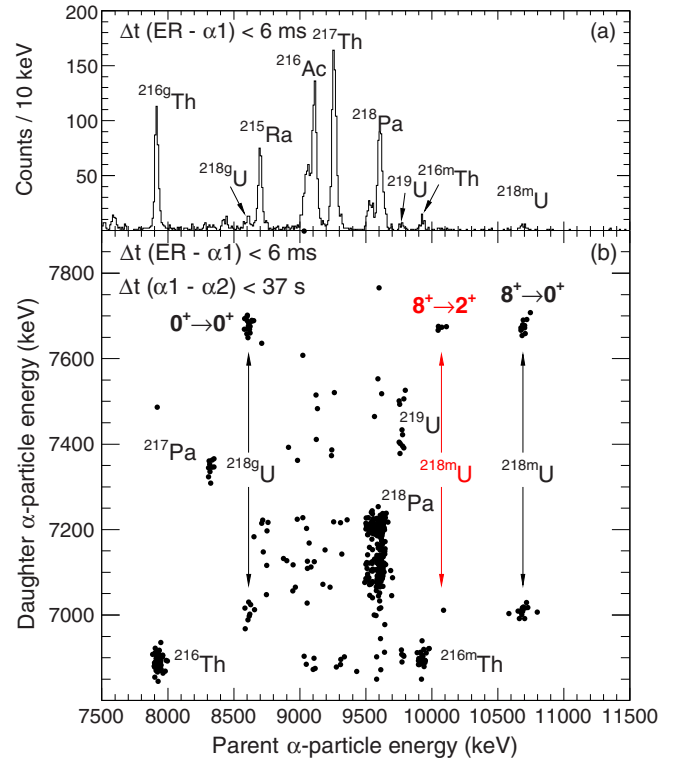 200
150
100
50
Counts / 10 keV
Δt (ER - α1) < 6 ms
(a)
²¹⁶ᵍTh
²¹⁸ᵍU
²¹⁵Ra
²¹⁶Ac
²¹⁷Th
²¹⁸Pa
²¹⁹U
²¹⁶ᵐTh
²¹⁸ᵐU
Δt (ER - α1) < 6 ms
(b)
Δt (α1 - α2) < 37 s
0⁺→0⁺
8⁺→2⁺
8⁺→0⁺
7800
7600
7400
7200
7000
Daughter α-particle energy (keV)
²¹⁷Pa
²¹⁸ᵍU
²¹⁹U
²¹⁸ᵐU
²¹⁸ᵐU
²¹⁸Pa
²¹⁶Th
²¹⁶ᵐTh
7500 8000 8500 9000 9500 10000 10500 11000 11500
Parent α-particle energy (keV)